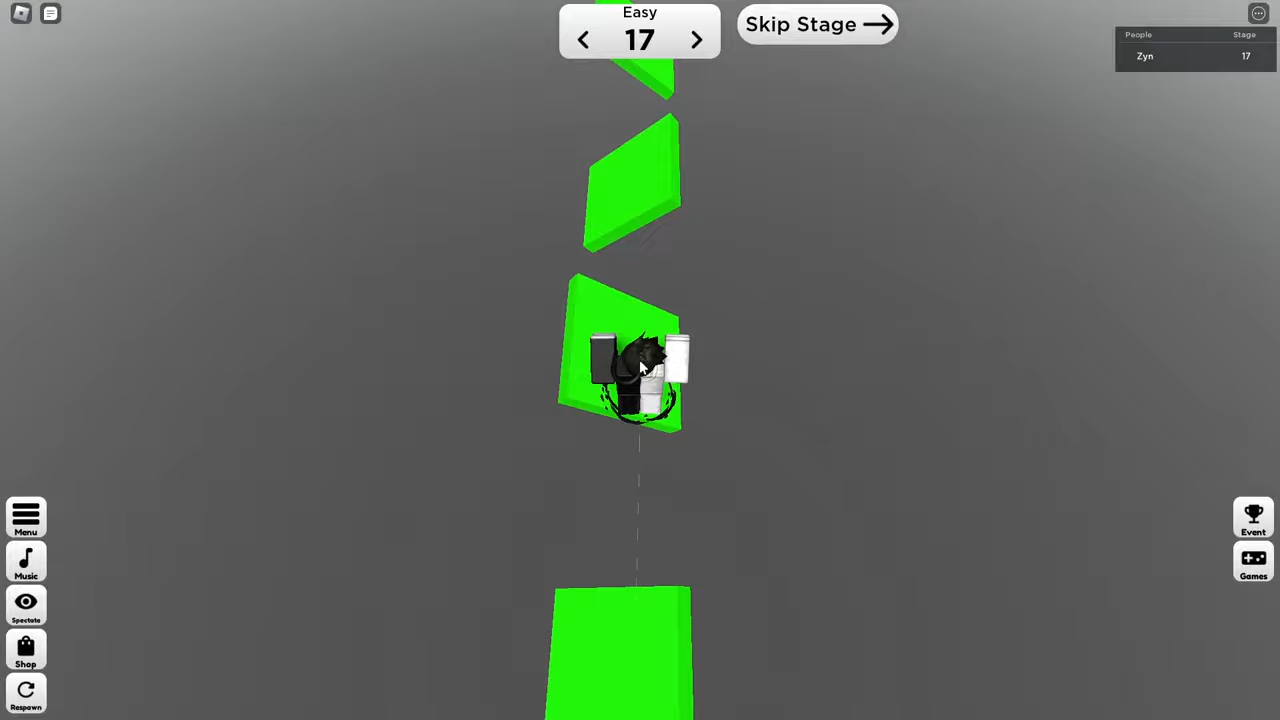 Easy
17
Skip Stage
People Stage
Zyn 17
Menu
Music
Spectate
Shop
Respawn
Event
Games